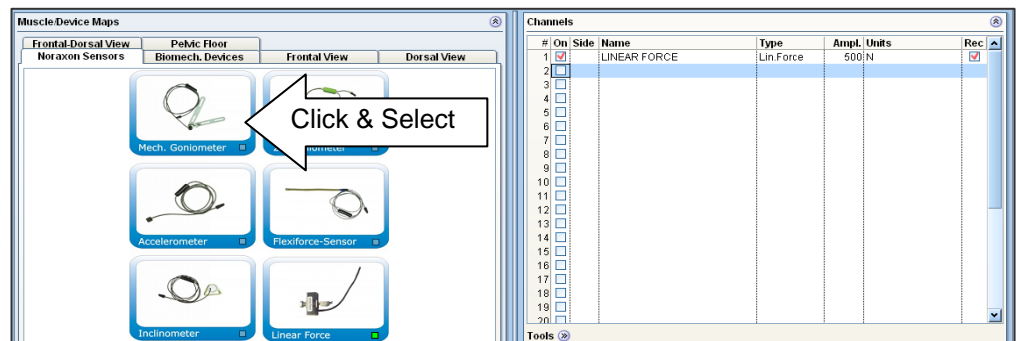 Muscle/Device Maps
Frontal-Dorsal View Pelvic Floor
Noraxon Sensors Biomech. Devices Frontal View Dorsal View
Mech. Goniometer
Click & Select
Accelerometer Flexiforce-Sensor
Inclinometer Linear Force
Channels
# On Side Name Type Ampl. Units Rec
1 LINEAR FORCE Lin.Force 500 N
2
3
4
5
6
7
8
9
10
11
12
13
14
15
16
17
18
19
20
Tools